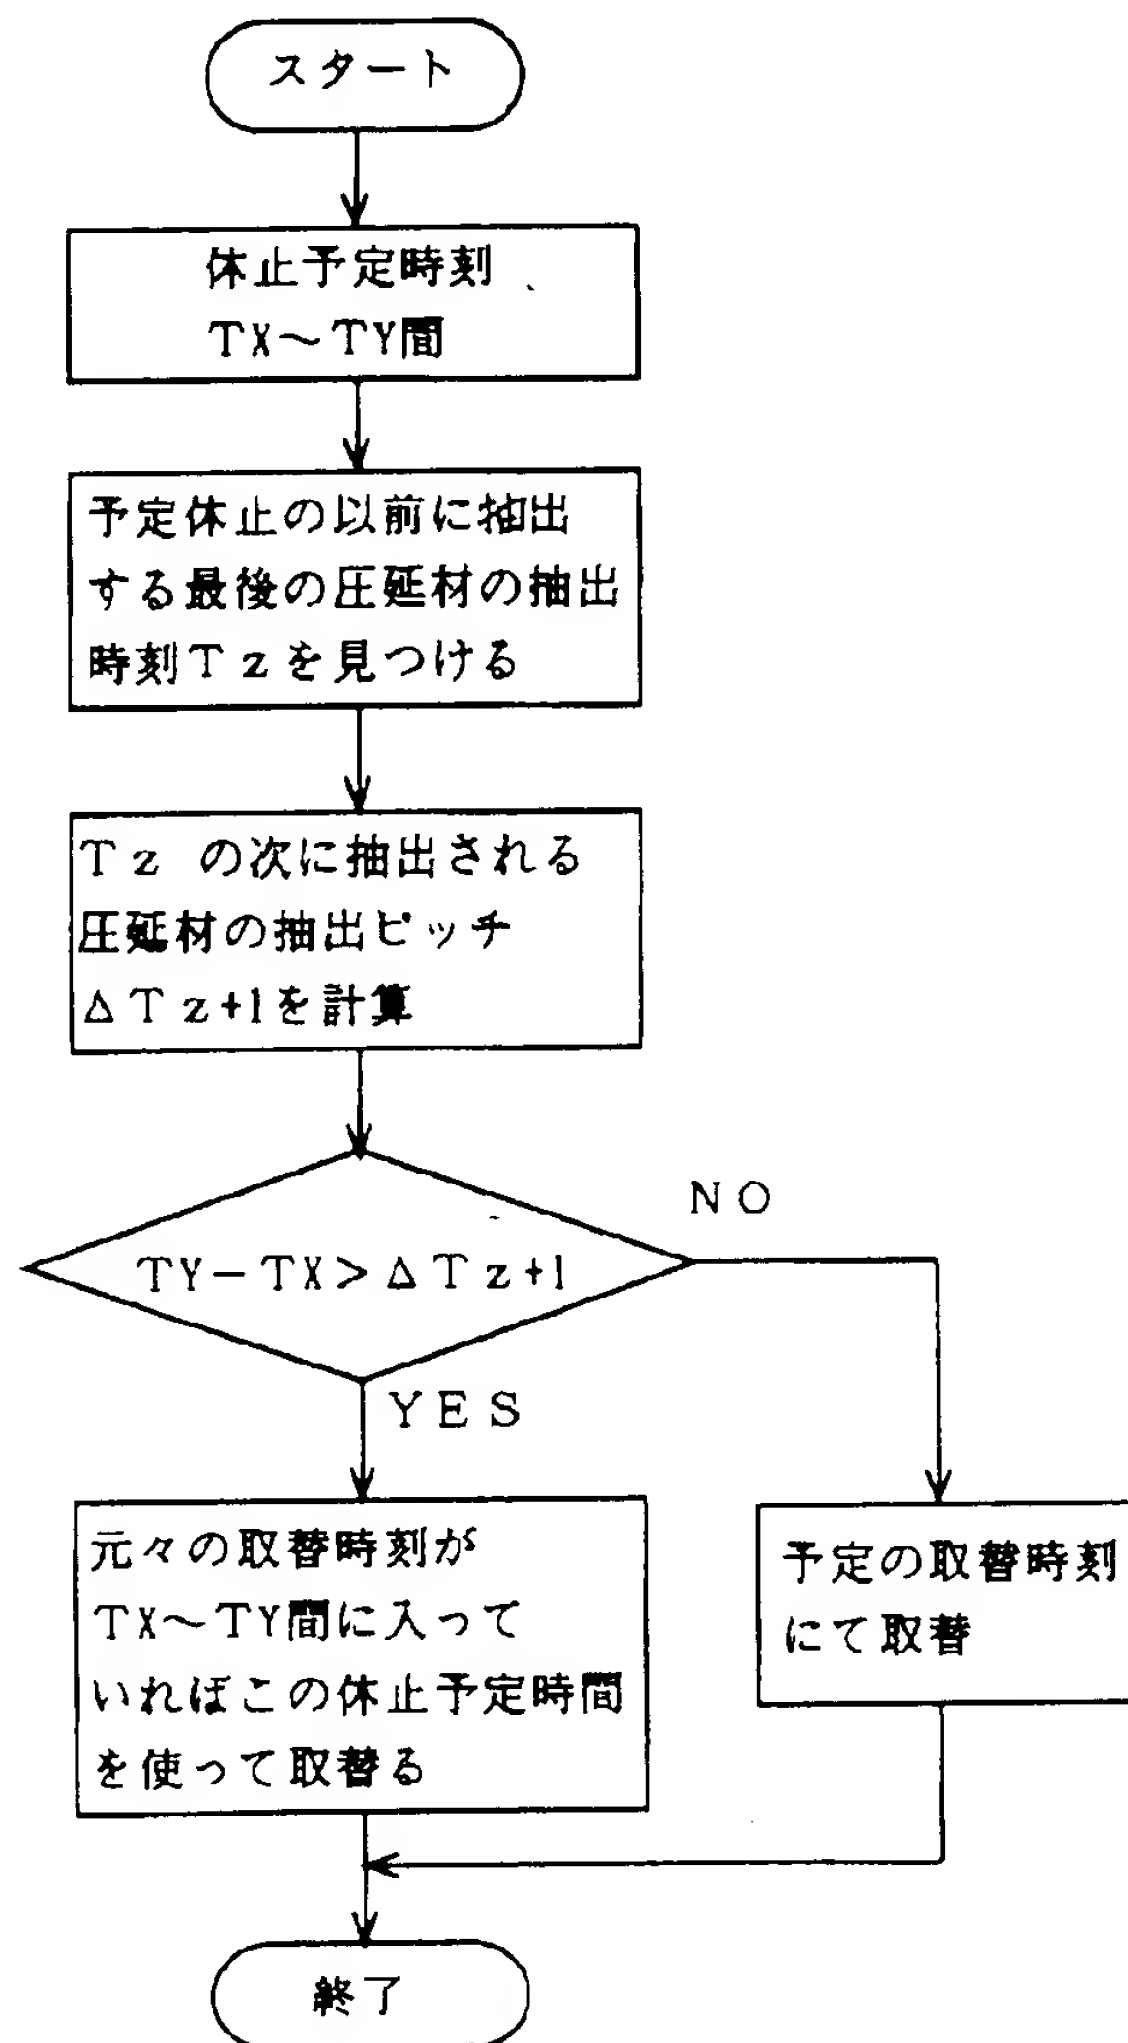 スタート
休止予定時刻
TX~TY間
予定休止の以前に抽出
する最後の圧延材の抽出
時刻Tzを見つける
Tz の次に抽出される
圧延材の抽出ピッチ
ΔTz+1を計算
NO
TY-TX>ΔTz+1
YES
元々の取替時刻が
TX~TY間に入って
いればこの休止予定時間
を使って取替る
予定の取替時刻
にて取替
終了